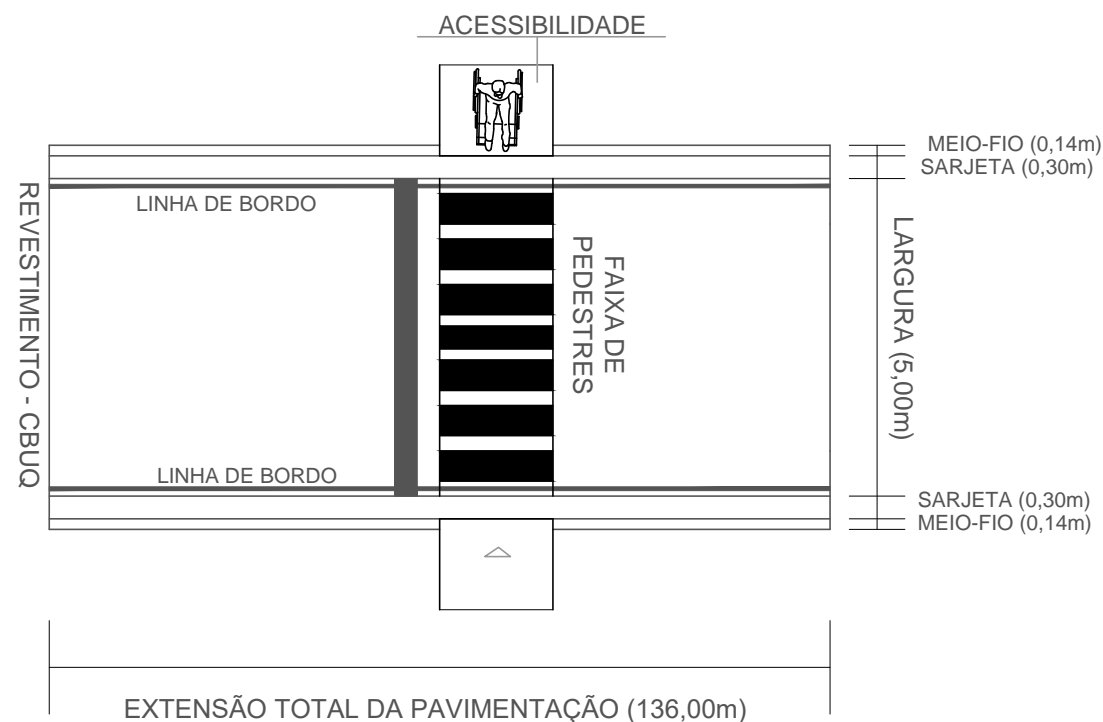 ACESSIBILIDADE
MEIO-FIO (0,14m)
SARJETA (0,30m)
LINHA DE BORDO
REVESTIMENTO - CBUQ
FAIXA DE
PEDESTRES
LARGURA (5,00m)
LINHA DE BORDO
SARJETA (0,30m)
MEIO-FIO (0,14m)
EXTENSÃO TOTAL DA PAVIMENTAÇÃO (136,00m)